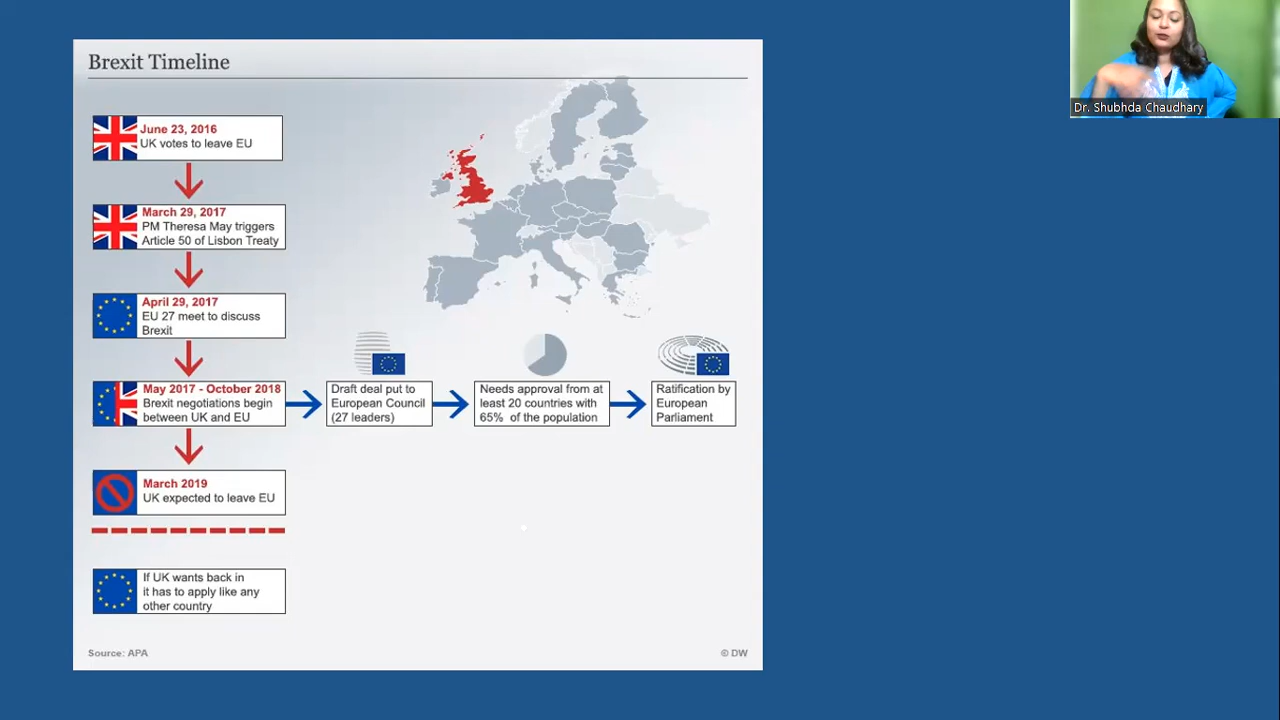 Brexit Timeline
June 23, 2016
UK votes to leave EU
March 29, 2017
PM Theresa May triggers
Article 50 of Lisbon Treaty
April 29, 2017
EU 27 meet to discuss
Brexit
May 2017 - October 2018
Brexit negotiations begin
between UK and EU
Draft deal put to
European Council
(27 leaders)
Needs approval from at
least 20 countries with
65% of the population
Ratification by
European
Parliament
March 2019
UK expected to leave EU
If UK wants back in
it has to apply like any
other country
Source: APA
© DW
Dr. Shubhda Chaudhary